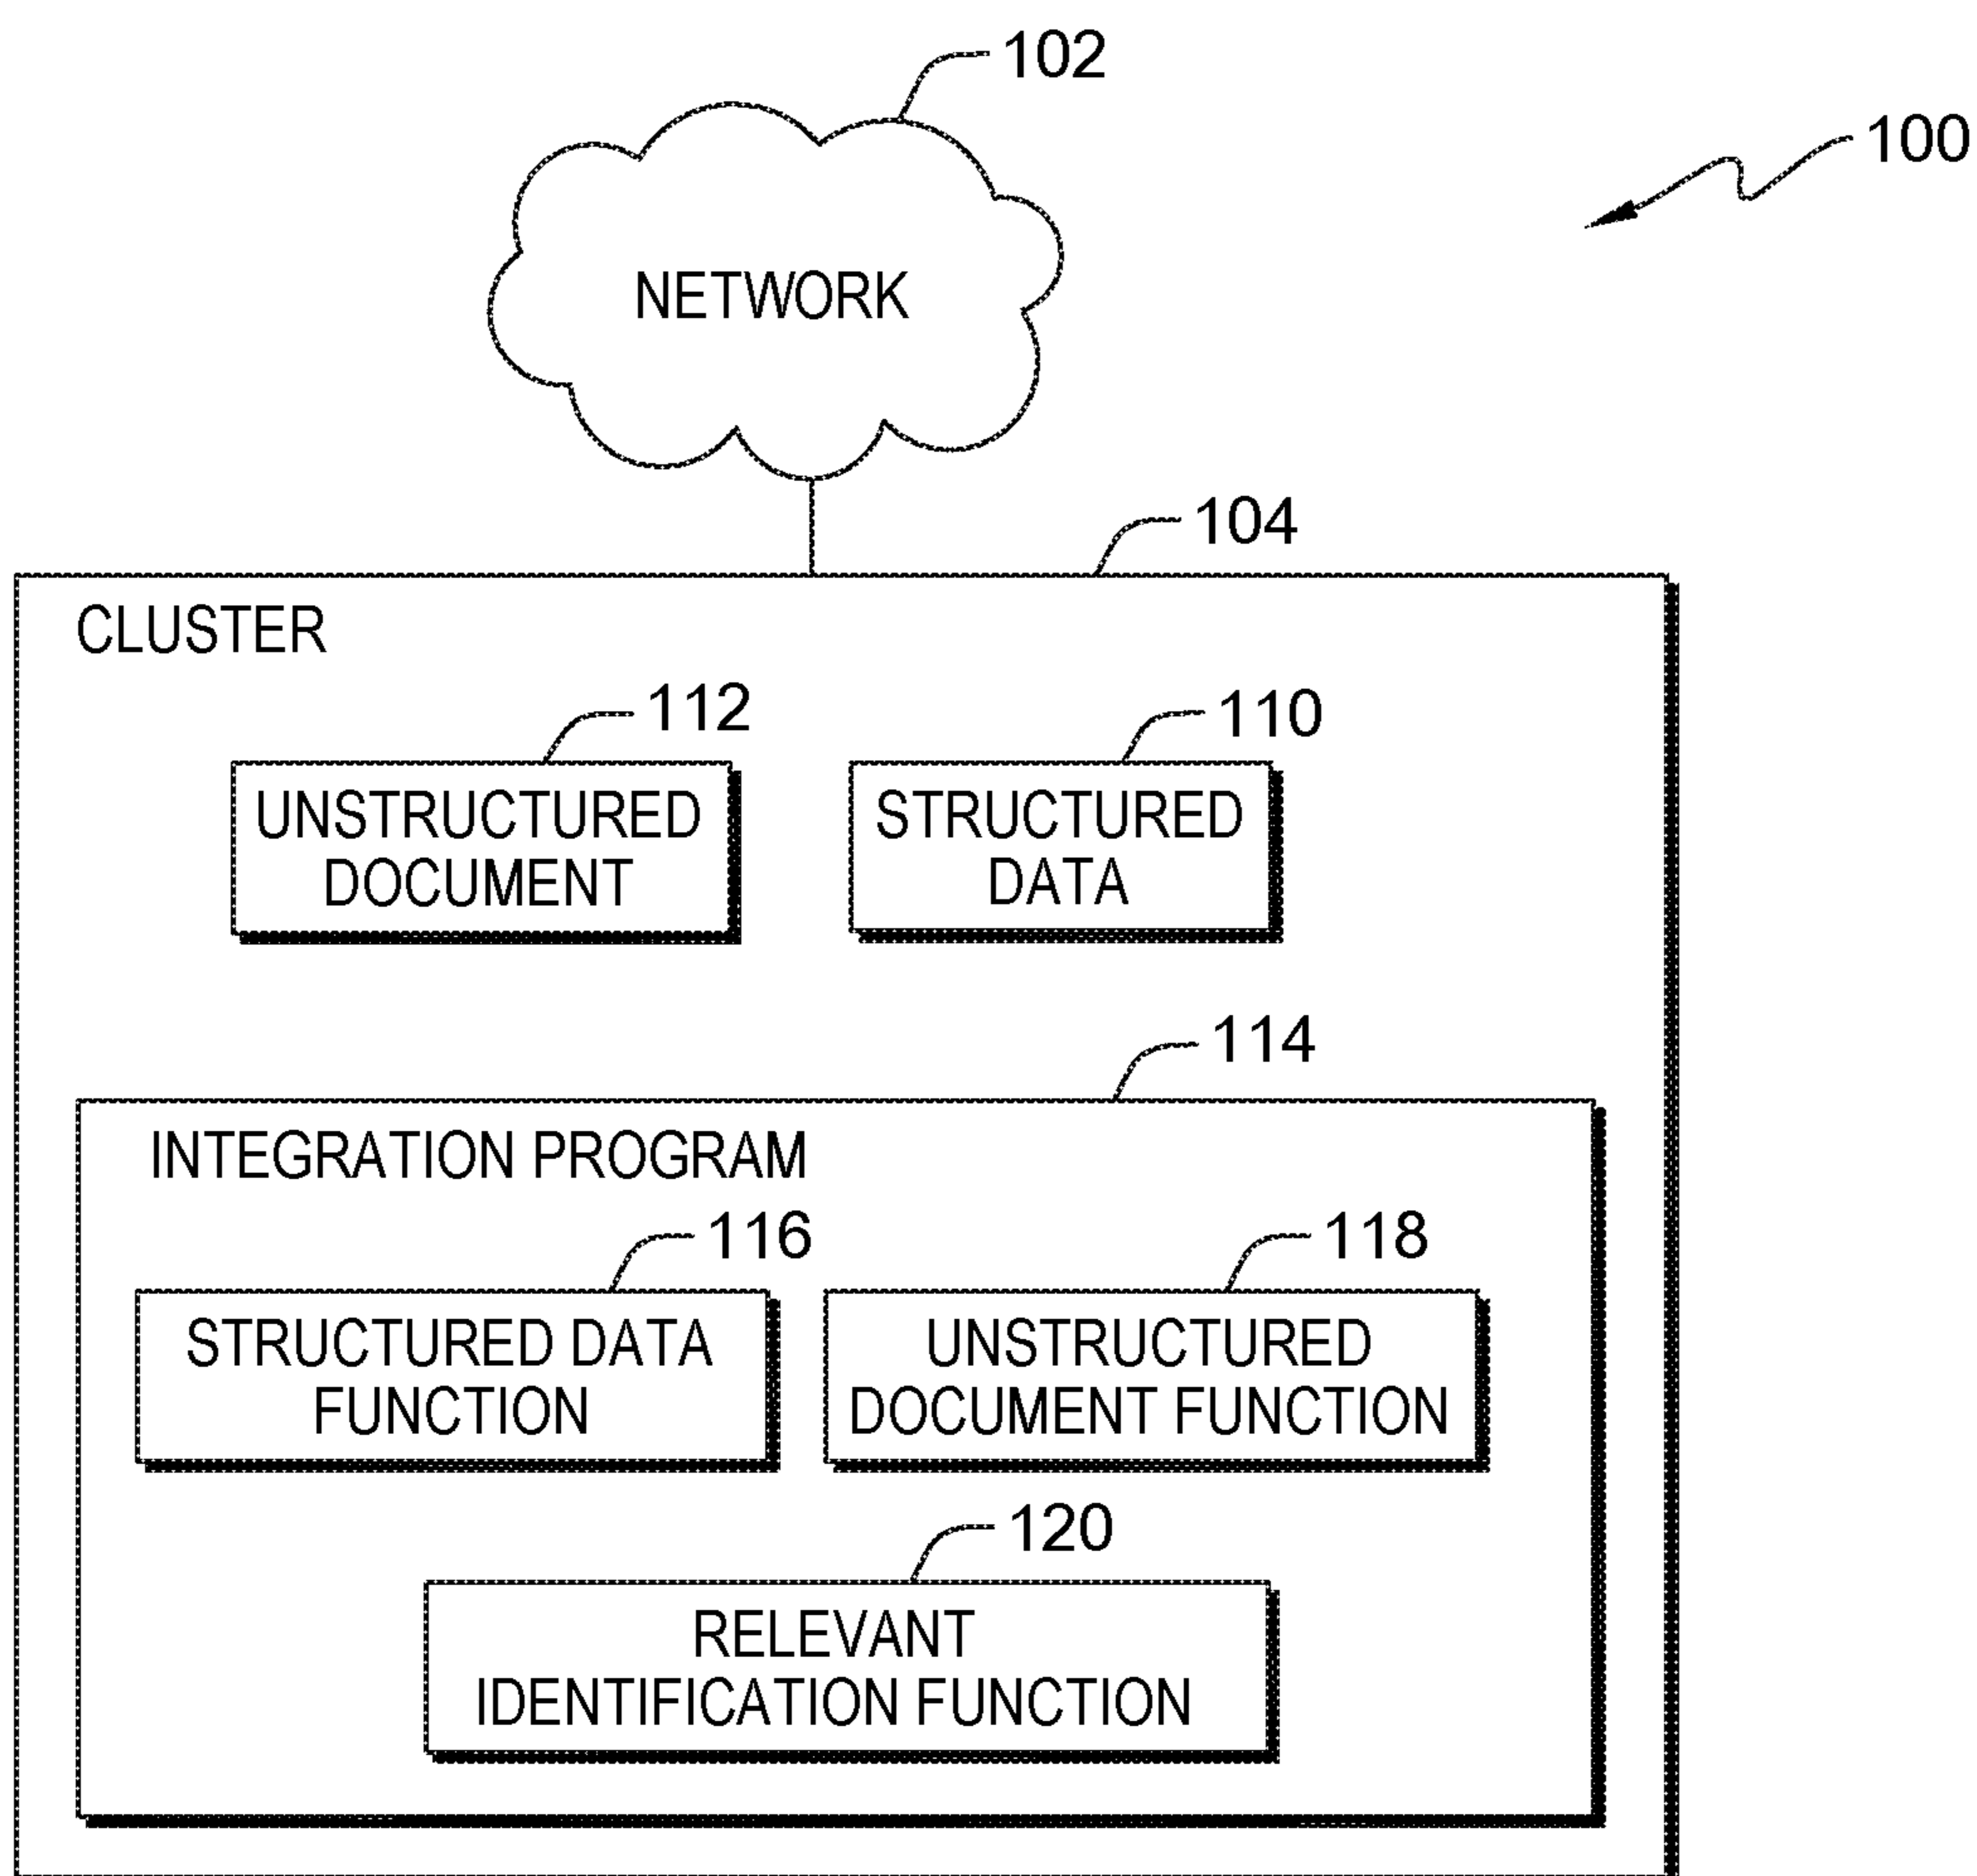 102
100
NETWORK
104
CLUSTER
112
110
UNSTRUCTURED
DOCUMENT
STRUCTURED
DATA
114
INTEGRATION PROGRAM
116
118
STRUCTURED DATA
FUNCTION
UNSTRUCTURED
DOCUMENT FUNCTION
120
RELEVANT
IDENTIFICATION FUNCTION